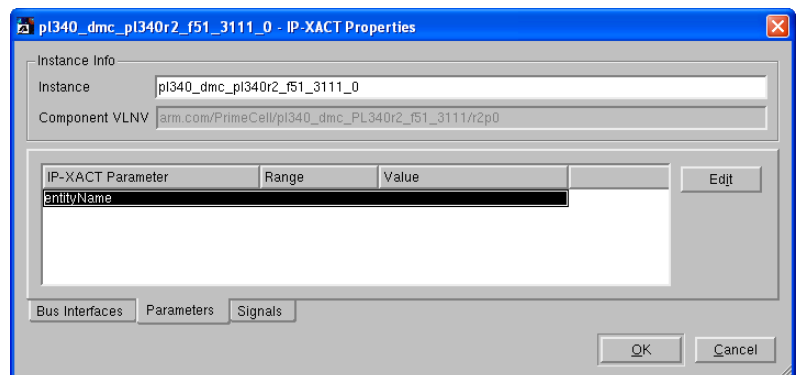 pl340_dmc_pl340r2_f51_3111_0 - IP-XACT Properties
Instance Info
Instance pl340_dmc_pl340r2_f51_3111_0
Component VLNV arm.com/PrimeCell/pl340_dmc_PL340r2_f51_3111/r2p0
IP-XACT Parameter Range Value
Edit
entityName
Bus Interfaces Parameters Signals
OK Cancel